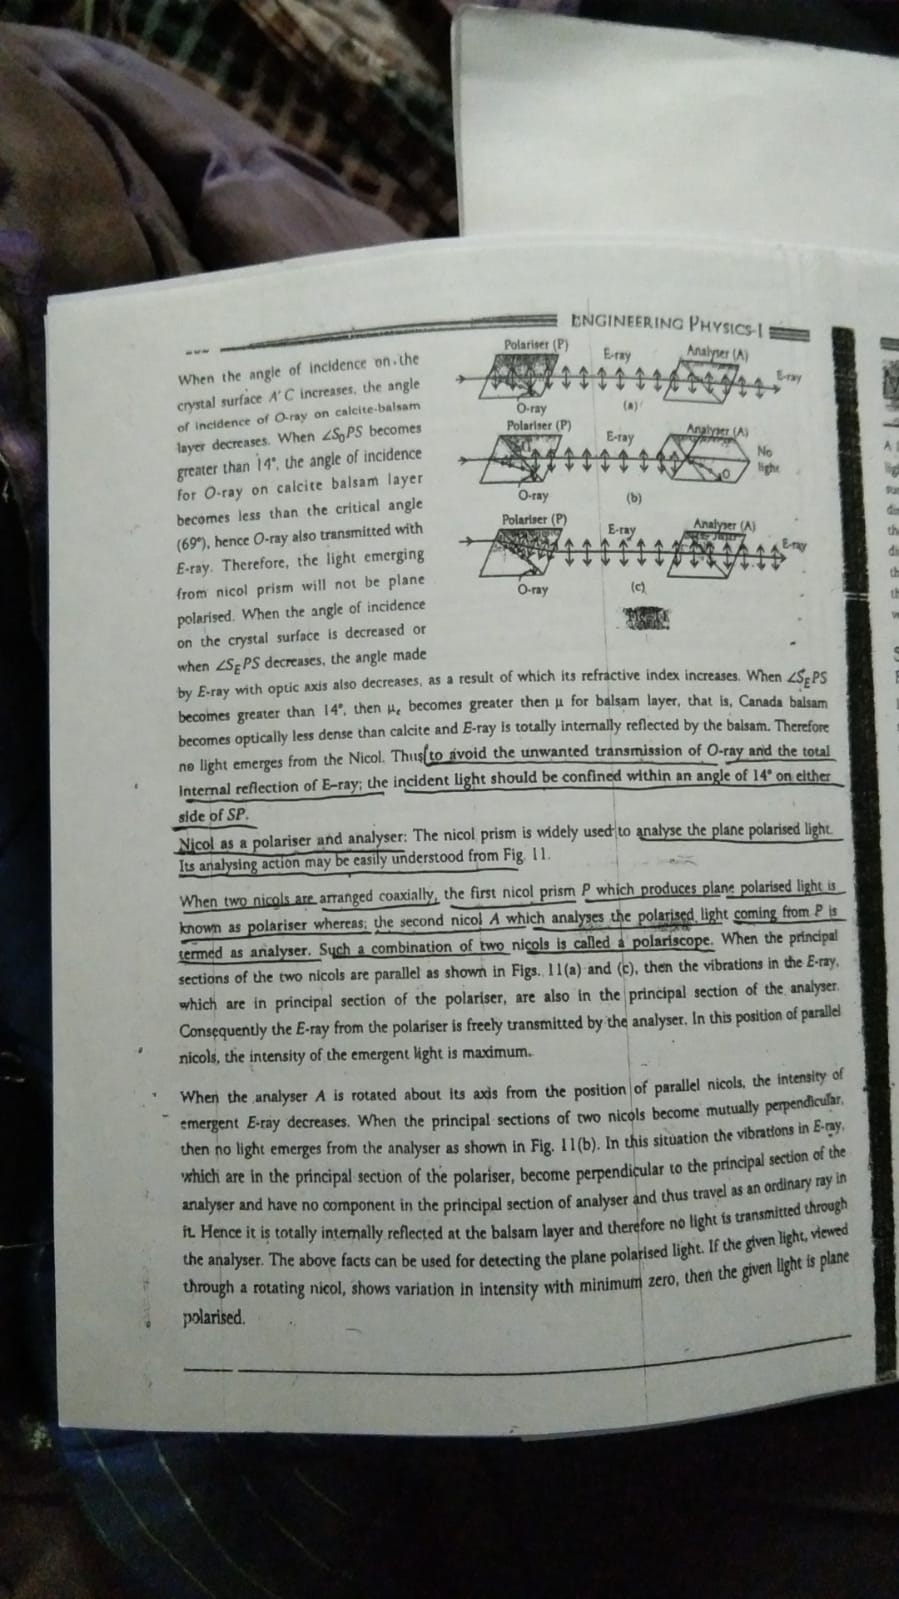 ENGINEERING PHYSICS-I
Polariser (P)
E-ray
Analyser (A)
E-ray
O-ray
(a)
Polariser (P)
E-ray
Analyser (A)
No
light
O-ray
(b)
Polariser (P)
E-ray
Analyser (A)
E-ray
O-ray
(c)
When the angle of incidence on the
crystal surface A'C increases, the angle
of incidence of O-ray on calcite-balsam
layer decreases. When ∠S₀PS becomes
greater than 14°, the angle of incidence
for O-ray on calcite balsam layer
becomes less than the critical angle
(69°), hence O-ray also transmitted with
E-ray. Therefore, the light emerging
from nicol prism will not be plane
polarised. When the angle of incidence
on the crystal surface is decreased or
when ∠S_EPS decreases, the angle made
by E-ray with optic axis also decreases, as a result of which its refractive index increases. When ∠S_EPS
becomes greater than 14°, then μₑ becomes greater then μ for balsam layer, that is, Canada balsam
becomes optically less dense than calcite and E-ray is totally internally reflected by the balsam. Therefore
no light emerges from the Nicol. Thus to avoid the unwanted transmission of O-ray and the total
internal reflection of E-ray; the incident light should be confined within an angle of 14° on either
side of SP.
Nicol as a polariser and analyser: The nicol prism is widely used to analyse the plane polarised light.
Its analysing action may be easily understood from Fig. 11.
When two nicols are arranged coaxially, the first nicol prism P which produces plane polarised light is
known as polariser whereas; the second nicol A which analyses the polarised light coming from P is
termed as analyser. Such a combination of two nicols is called a polariscope. When the principal
sections of the two nicols are parallel as shown in Figs. 11(a) and (c), then the vibrations in the E-ray,
which are in principal section of the polariser, are also in the principal section of the analyser.
Consequently the E-ray from the polariser is freely transmitted by the analyser. In this position of parallel
nicols, the intensity of the emergent light is maximum.
When the analyser A is rotated about its axis from the position of parallel nicols, the intensity of
emergent E-ray decreases. When the principal sections of two nicols become mutually perpendicular,
then no light emerges from the analyser as shown in Fig. 11(b). In this situation the vibrations in E-ray,
which are in the principal section of the polariser, become perpendicular to the principal section of the
analyser and have no component in the principal section of analyser and thus travel as an ordinary ray in
it. Hence it is totally internally reflected at the balsam layer and therefore no light is transmitted through
the analyser. The above facts can be used for detecting the plane polarised light. If the given light, viewed
through a rotating nicol, shows variation in intensity with minimum zero, then the given light is plane
polarised.